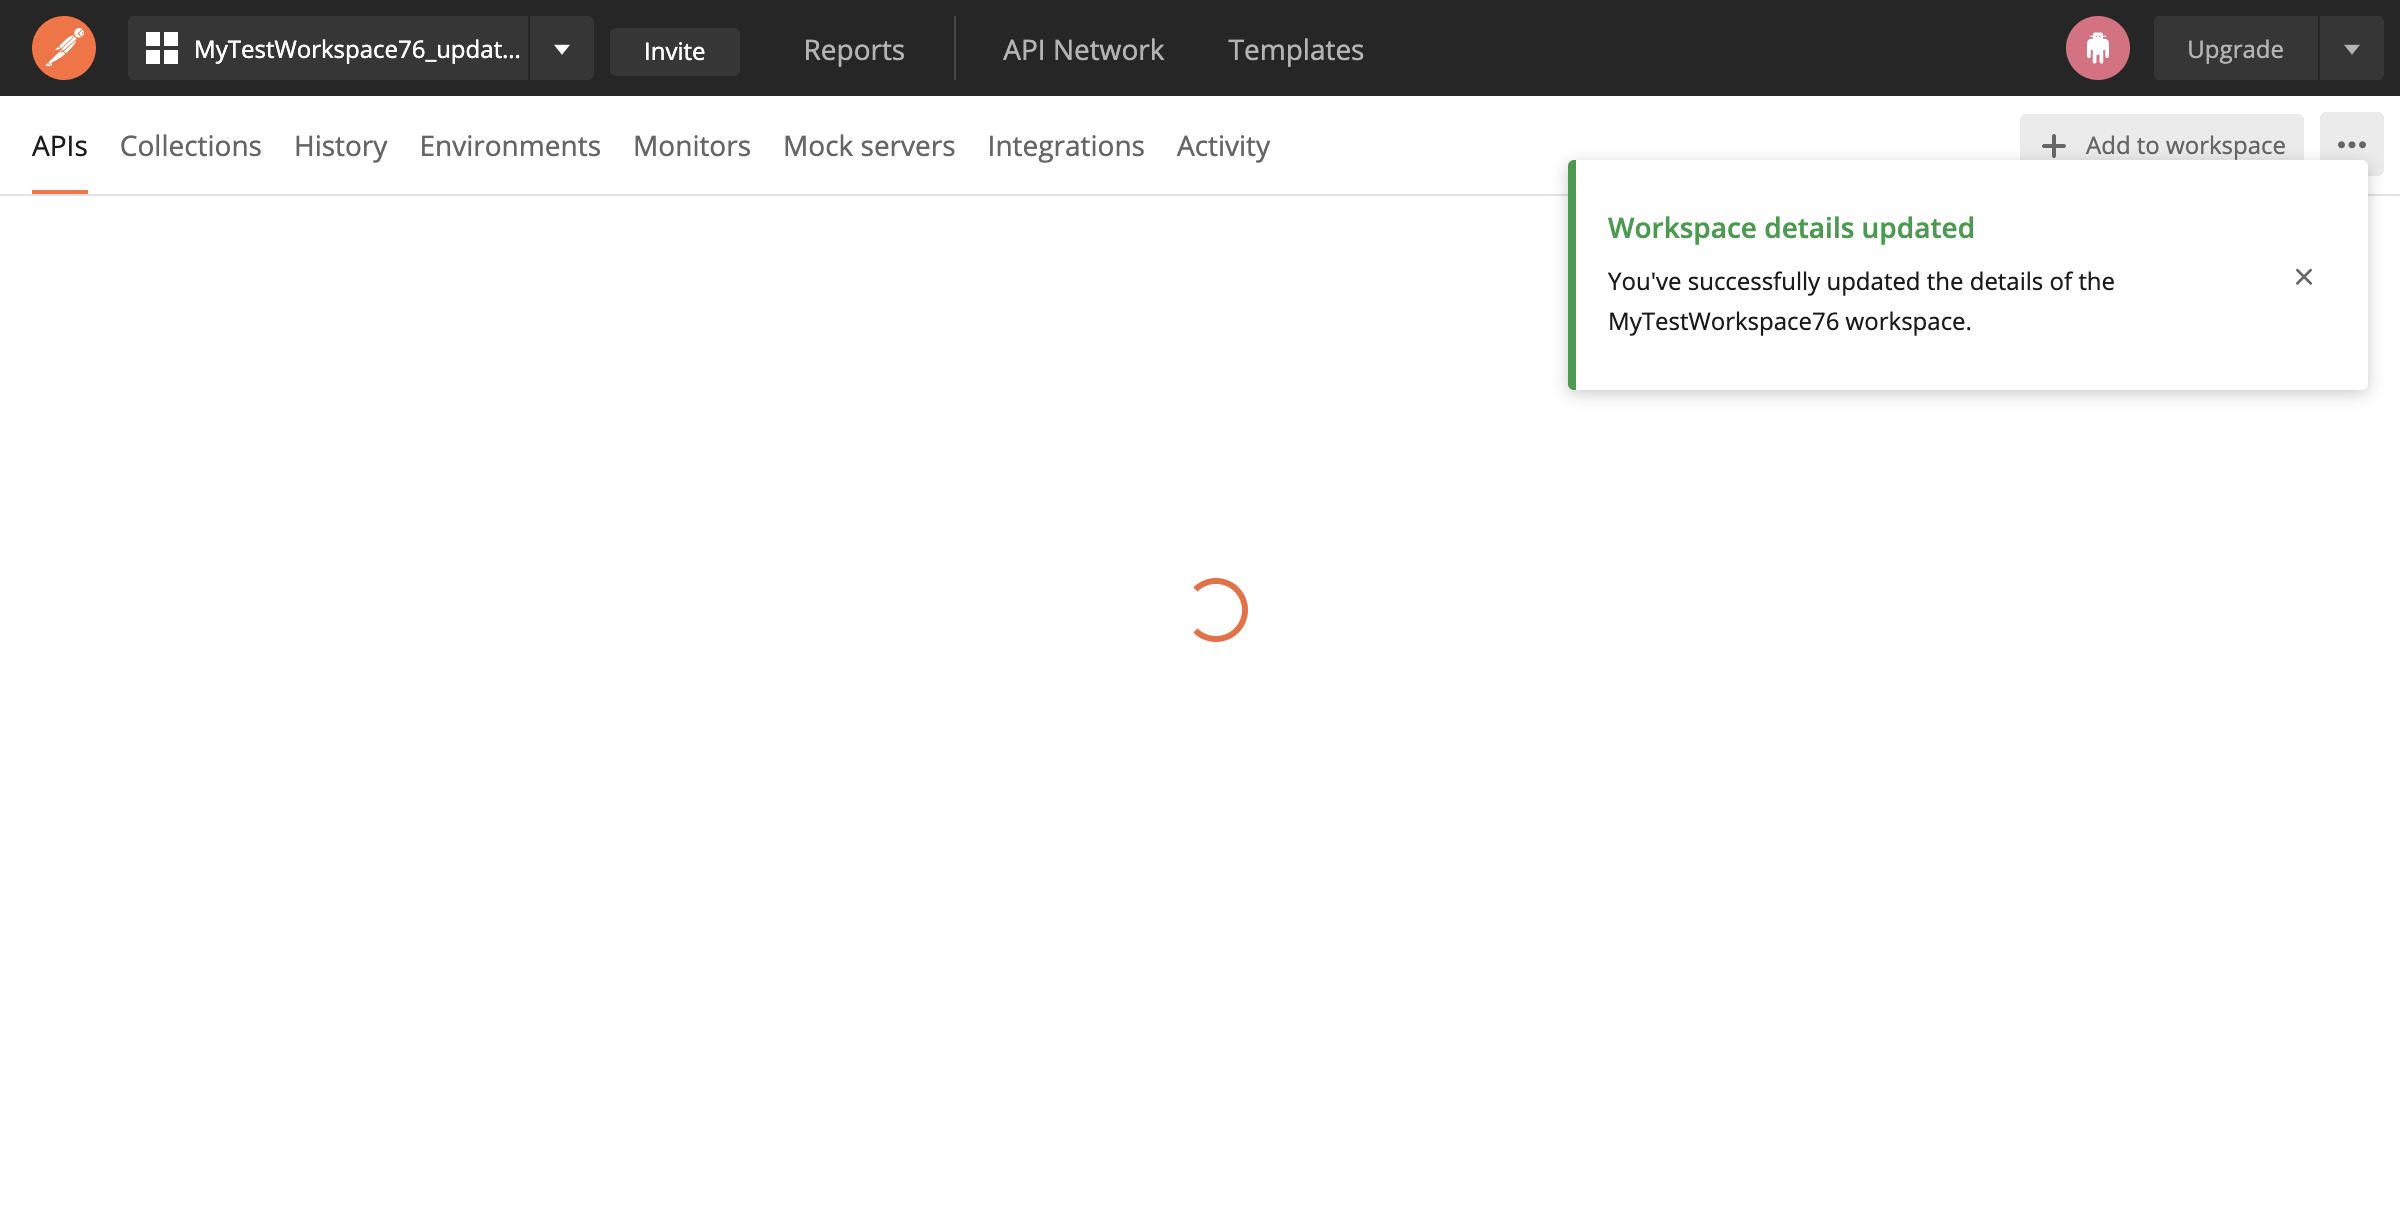 MyTestWorkspace76_updat...
Invite
Reports
API Network
Templates
Upgrade
APIs
Collections
History
Environments
Monitors
Mock servers
Integrations
Activity
Add to workspace
Workspace details updated
You've successfully updated the details of the
MyTestWorkspace76 workspace.